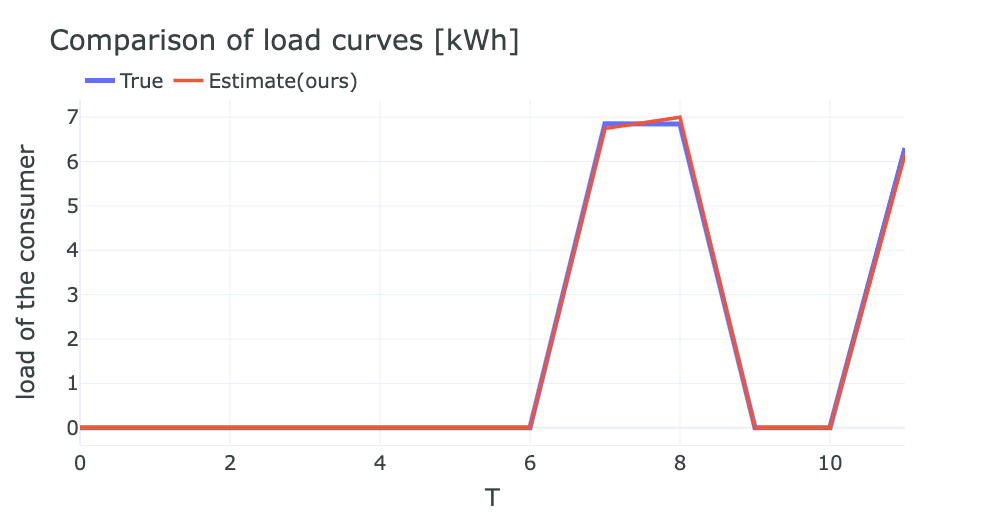 Comparison of load curves [kWh]
True Estimate(ours)
7
6
5
4
3
2
1
0
load of the consumer
0 2 4 6 8 10
T